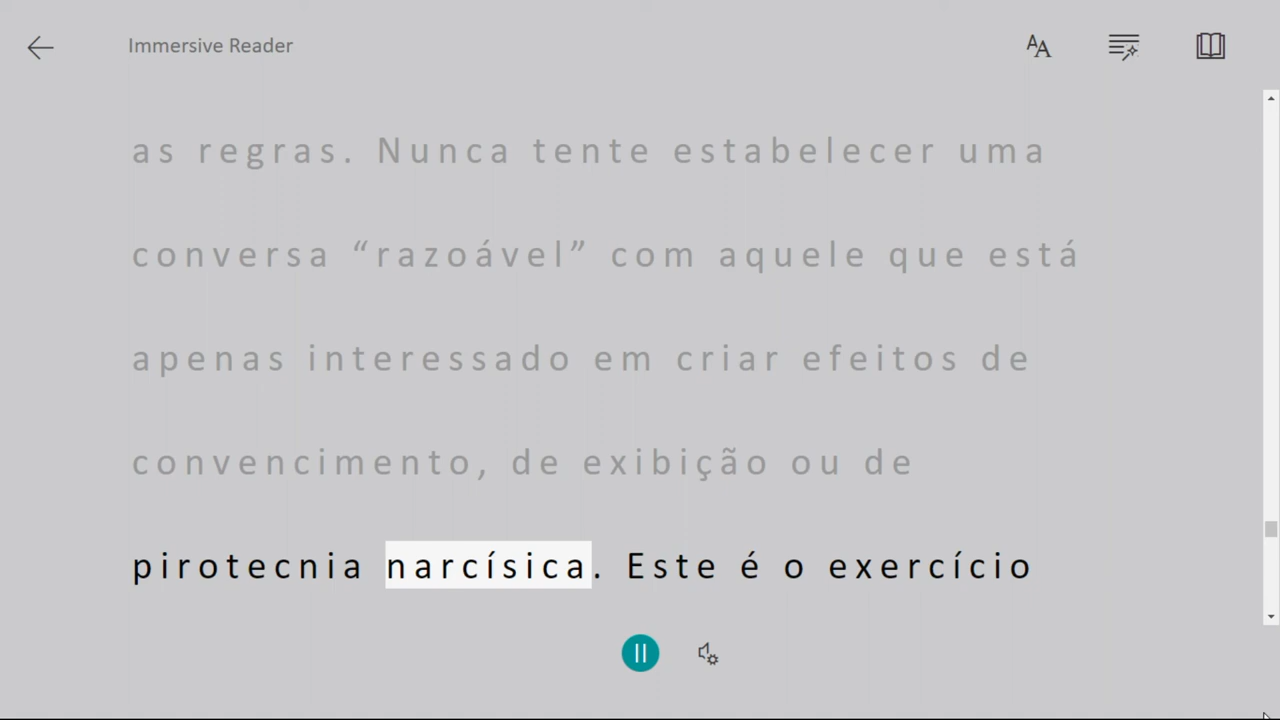 Immersive Reader
as regras. Nunca tente estabelecer uma
conversa “razoável” com aquele que está
apenas interessado em criar efeitos de
convencimento, de exibição ou de
pirotecnia narcísica. Este é o exercício